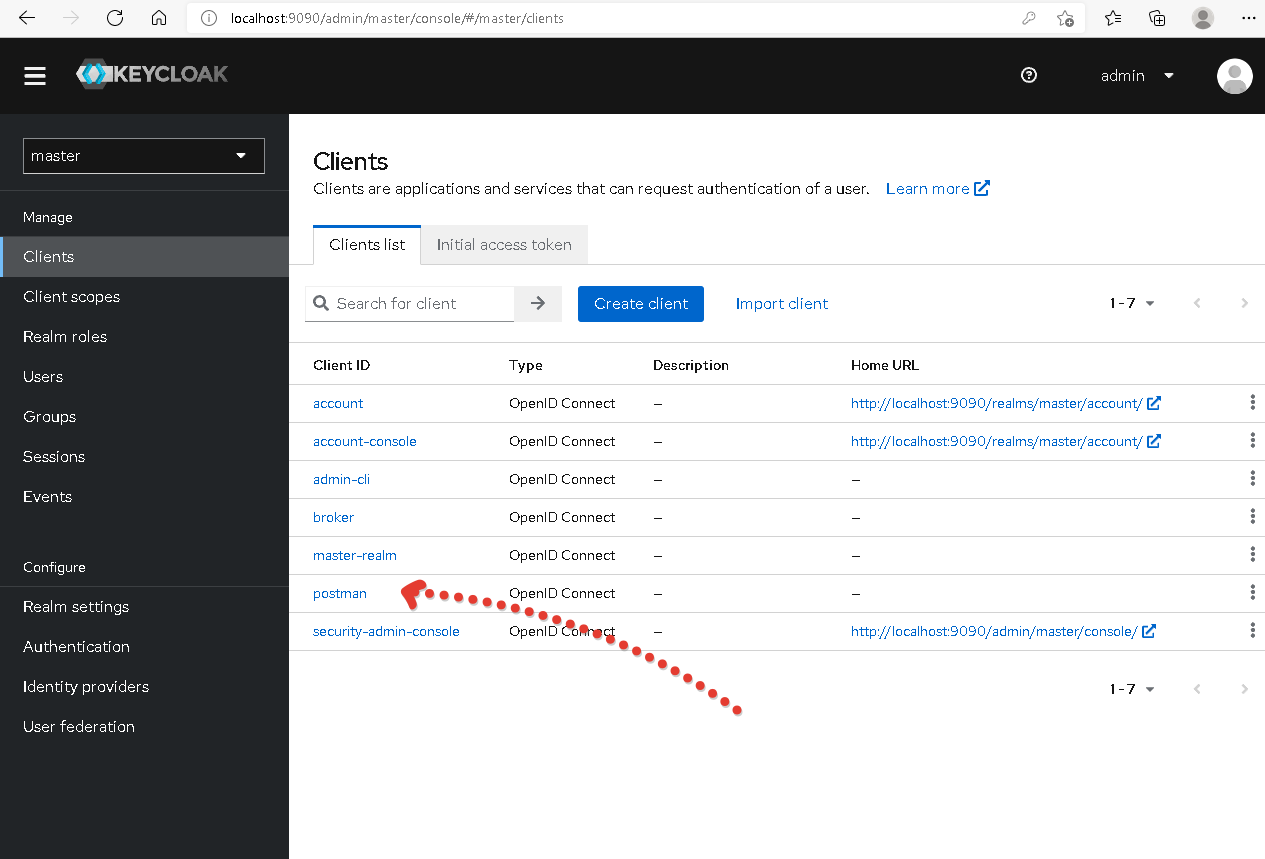 localhost:9090/admin/master/console/#/master/clients
KEYCLOAK
admin
master
Manage
Clients
Client scopes
Realm roles
Users
Groups
Sessions
Events
Configure
Realm settings
Authentication
Identity providers
User federation
Clients
Clients are applications and services that can request authentication of a user. Learn more
Clients list Initial access token
Search for client Create client Import client 1-7
Client ID Type Description Home URL
account OpenID Connect – http://localhost:9090/realms/master/account/
account-console OpenID Connect – http://localhost:9090/realms/master/account/
admin-cli OpenID Connect – –
broker OpenID Connect – –
master-realm OpenID Connect – –
postman OpenID Connect – –
security-admin-console OpenID Connect – http://localhost:9090/admin/master/console/
1-7